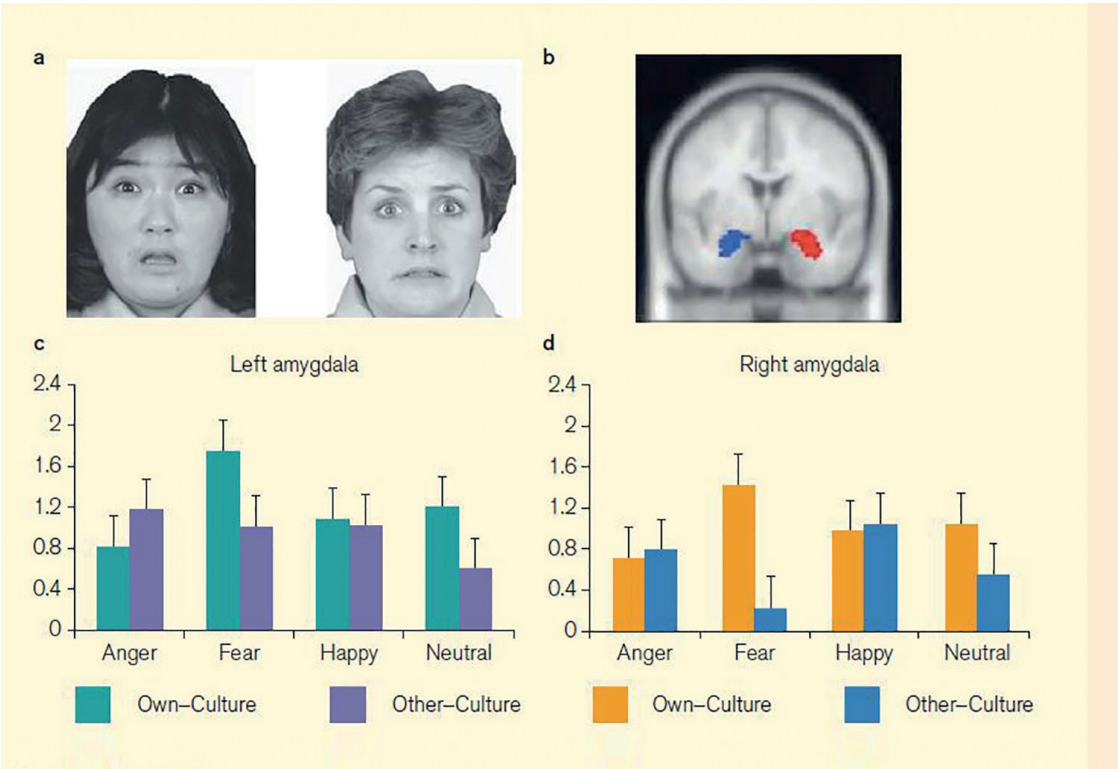 a
b
c
Left amygdala
2.4
2
1.6
1.2
0.8
0.4
0
Anger Fear Happy Neutral
Own–Culture Other–Culture
d
Right amygdala
2.4
2
1.6
1.2
0.8
0.4
0
Anger Fear Happy Neutral
Own–Culture Other–Culture